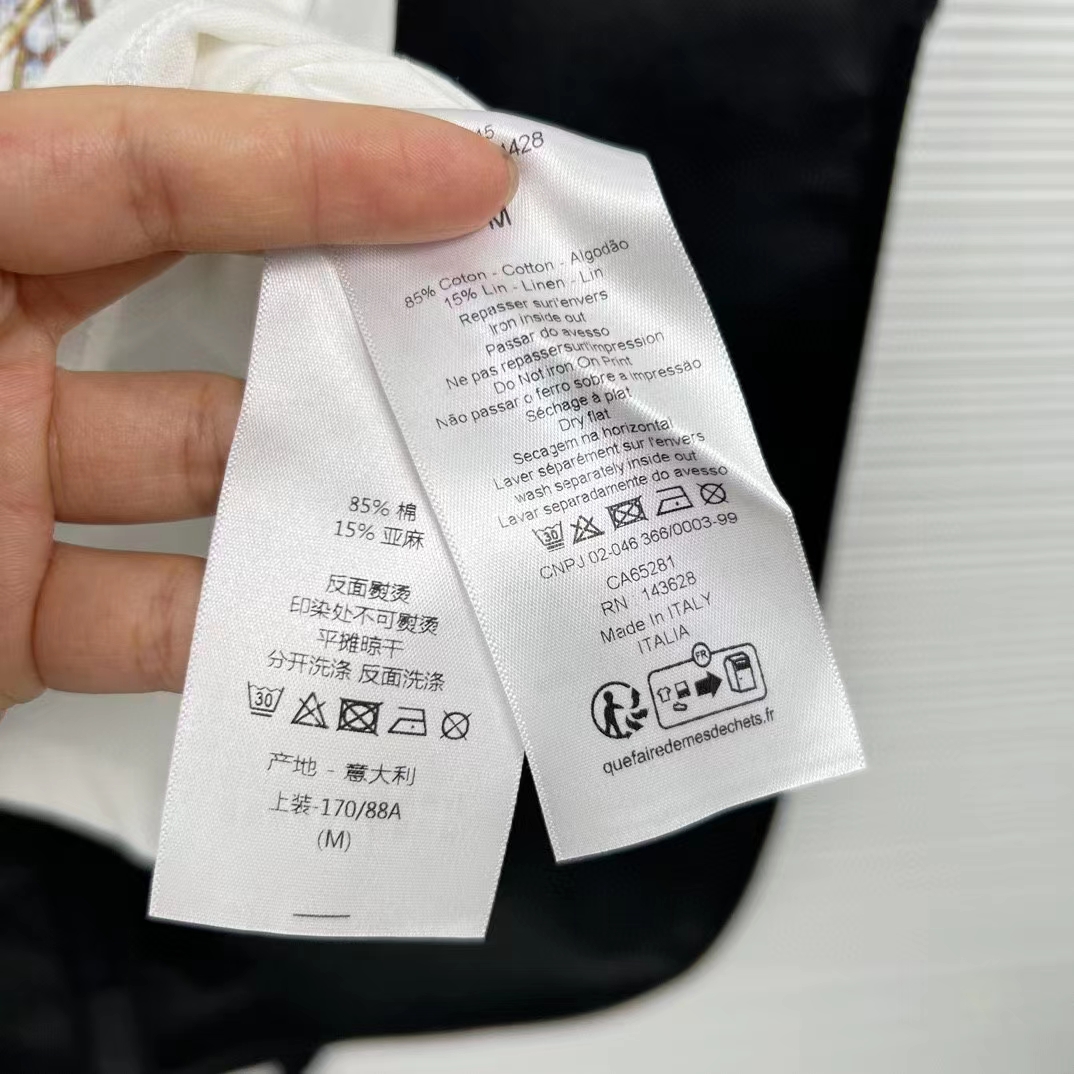 428
M
85% Coton - Cotton - Algodão
15% Lin - Linen - Lin
Repasser surl'envers
Iron inside out
Passar do avesso
Ne pas repassersurl'impression
Do Not iron On Print
Não passar o ferro sobre a impressão
Séchage à plat
Dry flat
Secagem na horizontal
Laver séparément sur l'envers
wash separately inside out
Lavar separadamente do avesso
30
CNPJ 02-046 366/0003-99
CA65281
RN : 143628
Made In ITALY
ITALIA
FR
quefairedemesdechets.fr
85% 棉
15% 亚麻
反面熨烫
印染处不可熨烫
平摊晾干
分开洗涤 反面洗涤
30
产地 - 意大利
上装-170/88A
(M)